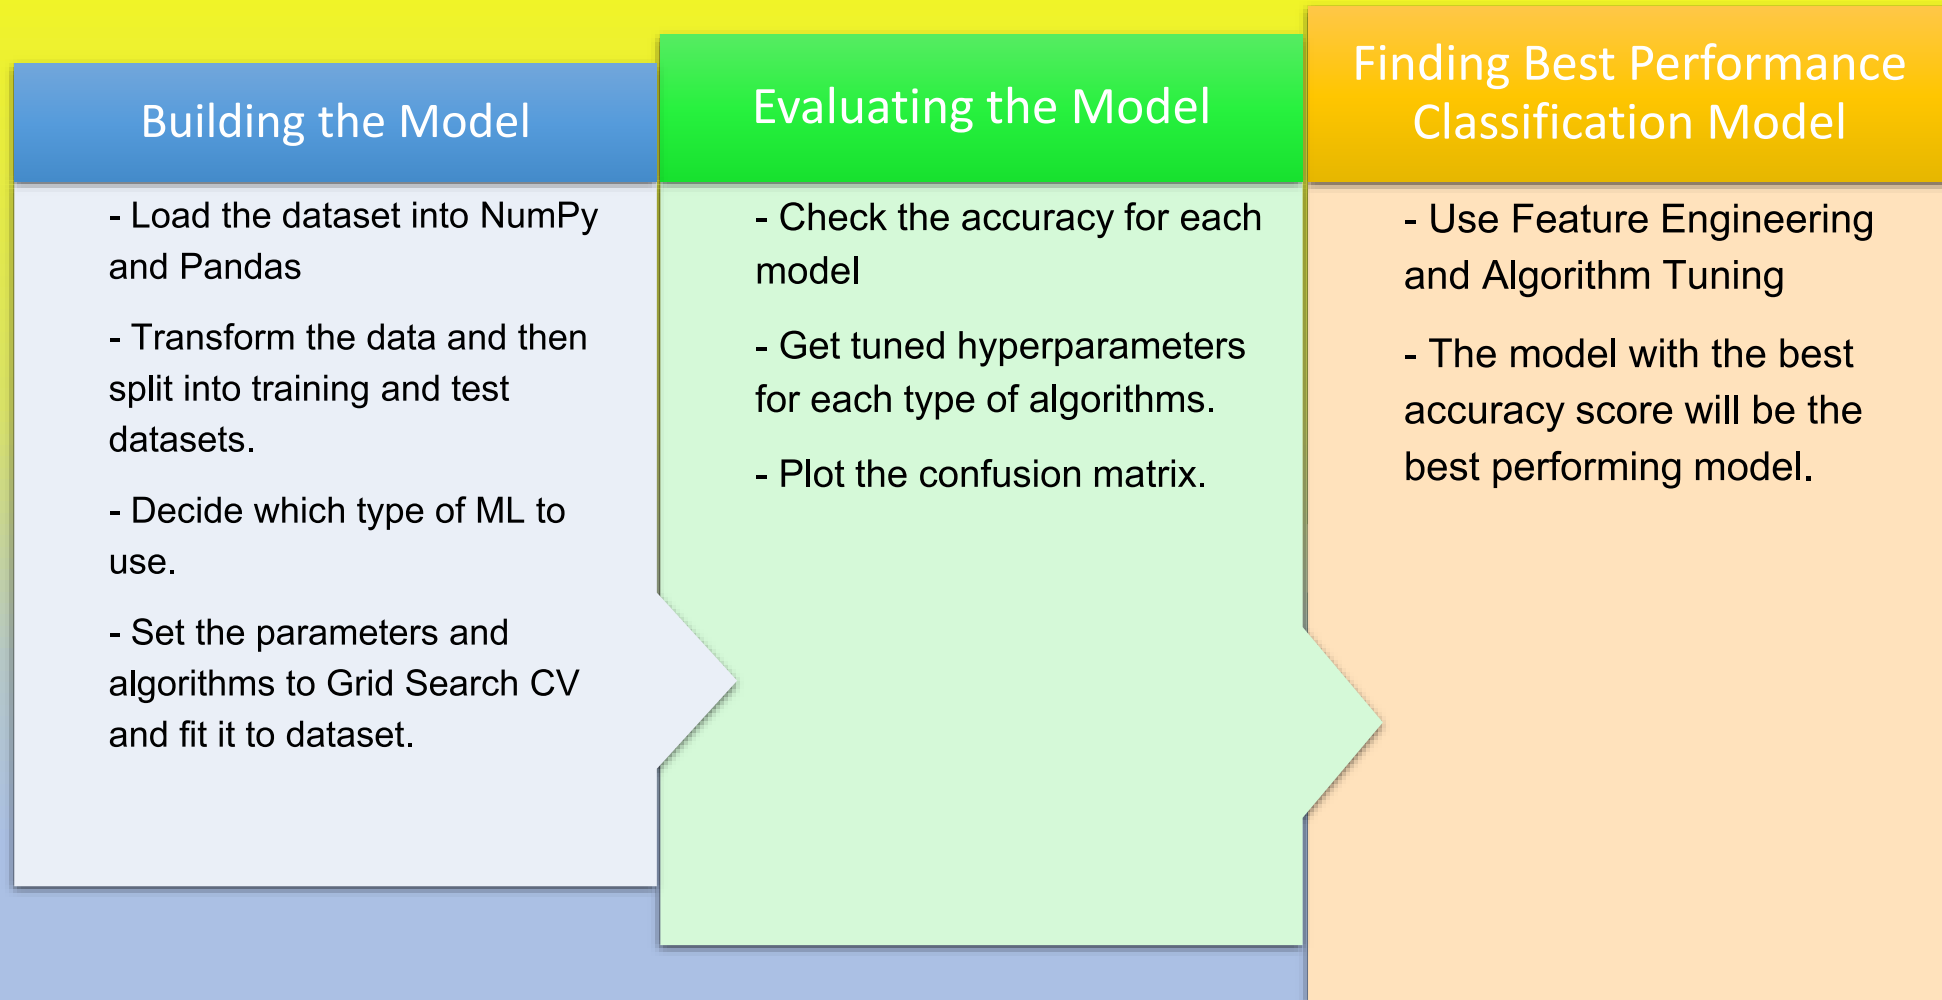 Building the Model
- Load the dataset into NumPy
and Pandas
- Transform the data and then
split into training and test
datasets.
- Decide which type of ML to
use.
- Set the parameters and
algorithms to Grid Search CV
and fit it to dataset.
Evaluating the Model
- Check the accuracy for each
model
- Get tuned hyperparameters
for each type of algorithms.
- Plot the confusion matrix.
Finding Best Performance
Classification Model
- Use Feature Engineering
and Algorithm Tuning
- The model with the best
accuracy score will be the
best performing model.